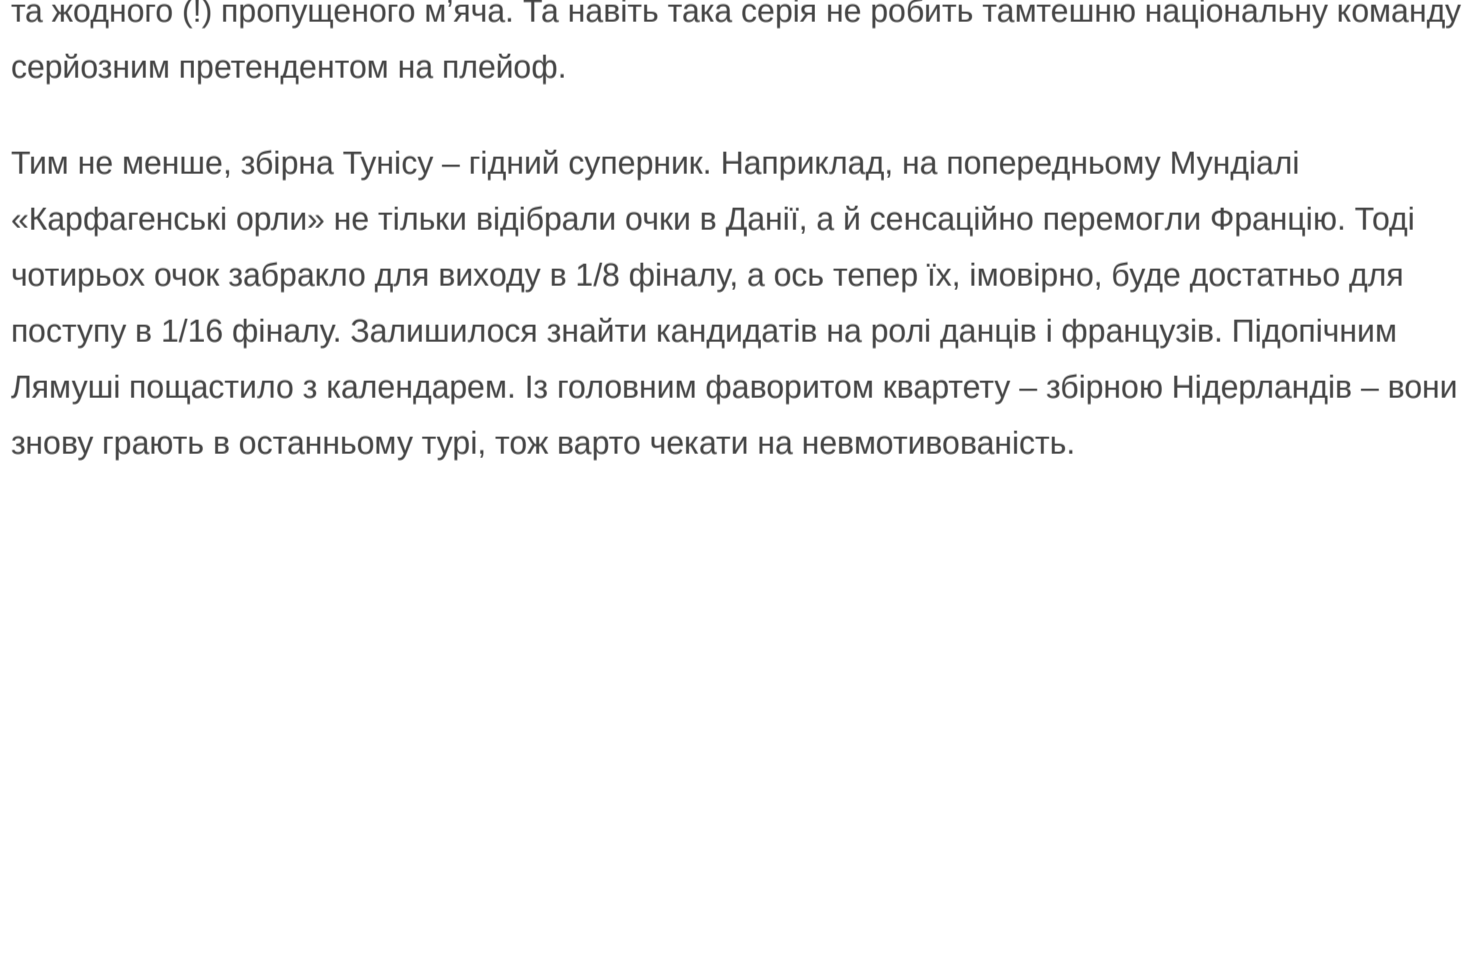 та жодного (!) пропущеного м’яча. Та навіть така серія не робить тамтешню національну команду
серйозним претендентом на плейоф.
Тим не менше, збірна Тунісу – гідний суперник. Наприклад, на попередньому Мундіалі
«Карфагенські орли» не тільки відібрали очки в Данії, а й сенсаційно перемогли Францію. Тоді
чотирьох очок забракло для виходу в 1/8 фіналу, а ось тепер їх, імовірно, буде достатньо для
поступу в 1/16 фіналу. Залишилося знайти кандидатів на ролі данців і французів. Підопічним
Лямуші пощастило з календарем. Із головним фаворитом квартету – збірною Нідерландів – вони
знову грають в останньому турі, тож варто чекати на невмотивованість.